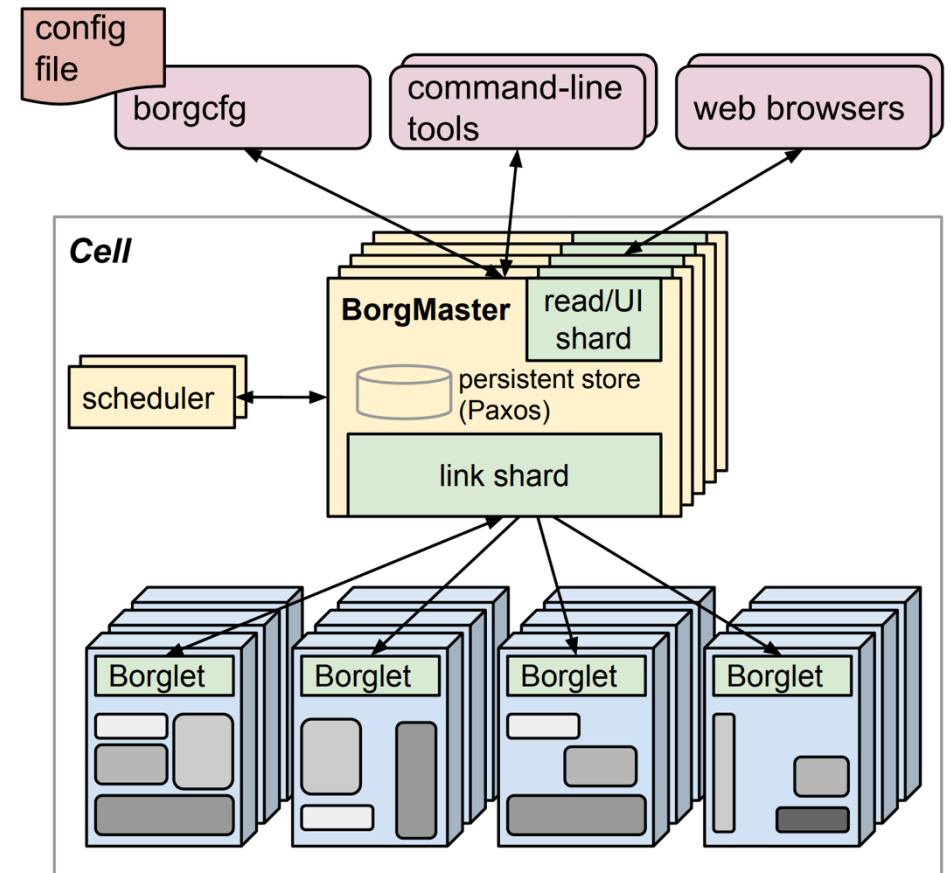 config
file
borgcfg
command-line
tools
web browsers
Cell
BorgMaster
read/UI
shard
persistent store
(Paxos)
scheduler
link shard
Borglet
Borglet
Borglet
Borglet